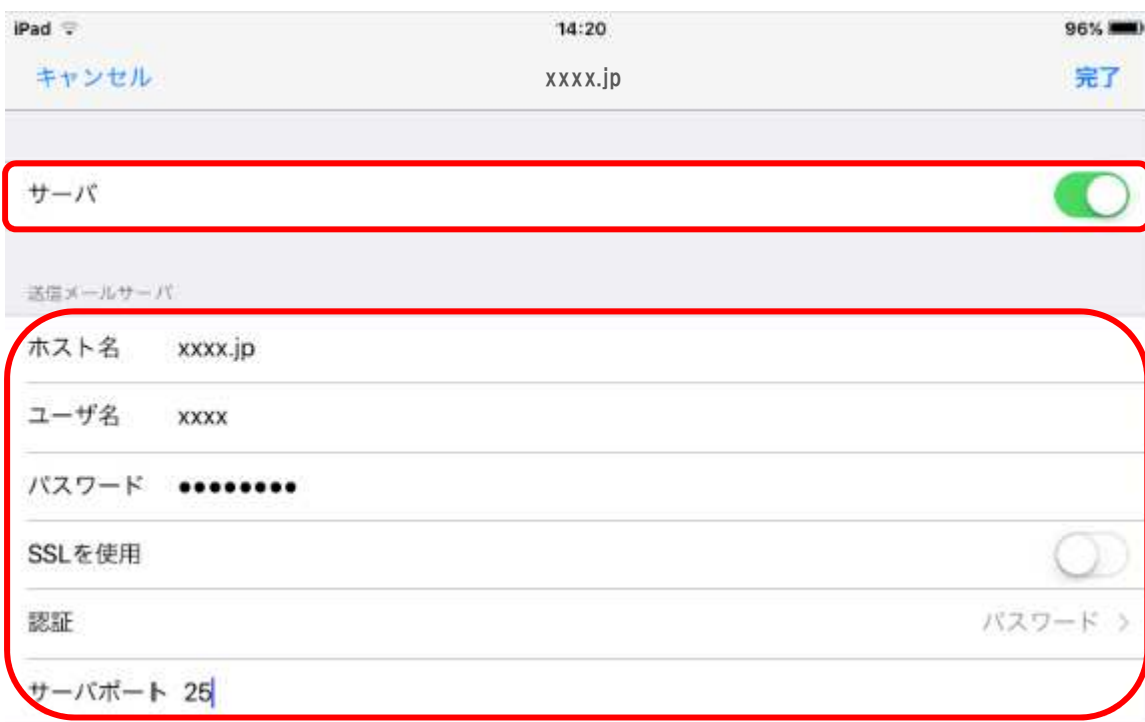 iPad 14:20 96%
キャンセル xxxx.jp 完了
サーバ
送信メールサーバ
ホスト名 xxxx.jp
ユーザ名 xxxx
パスワード ●●●●●●●●
SSLを使用
認証 パスワード >
サーバポート 25